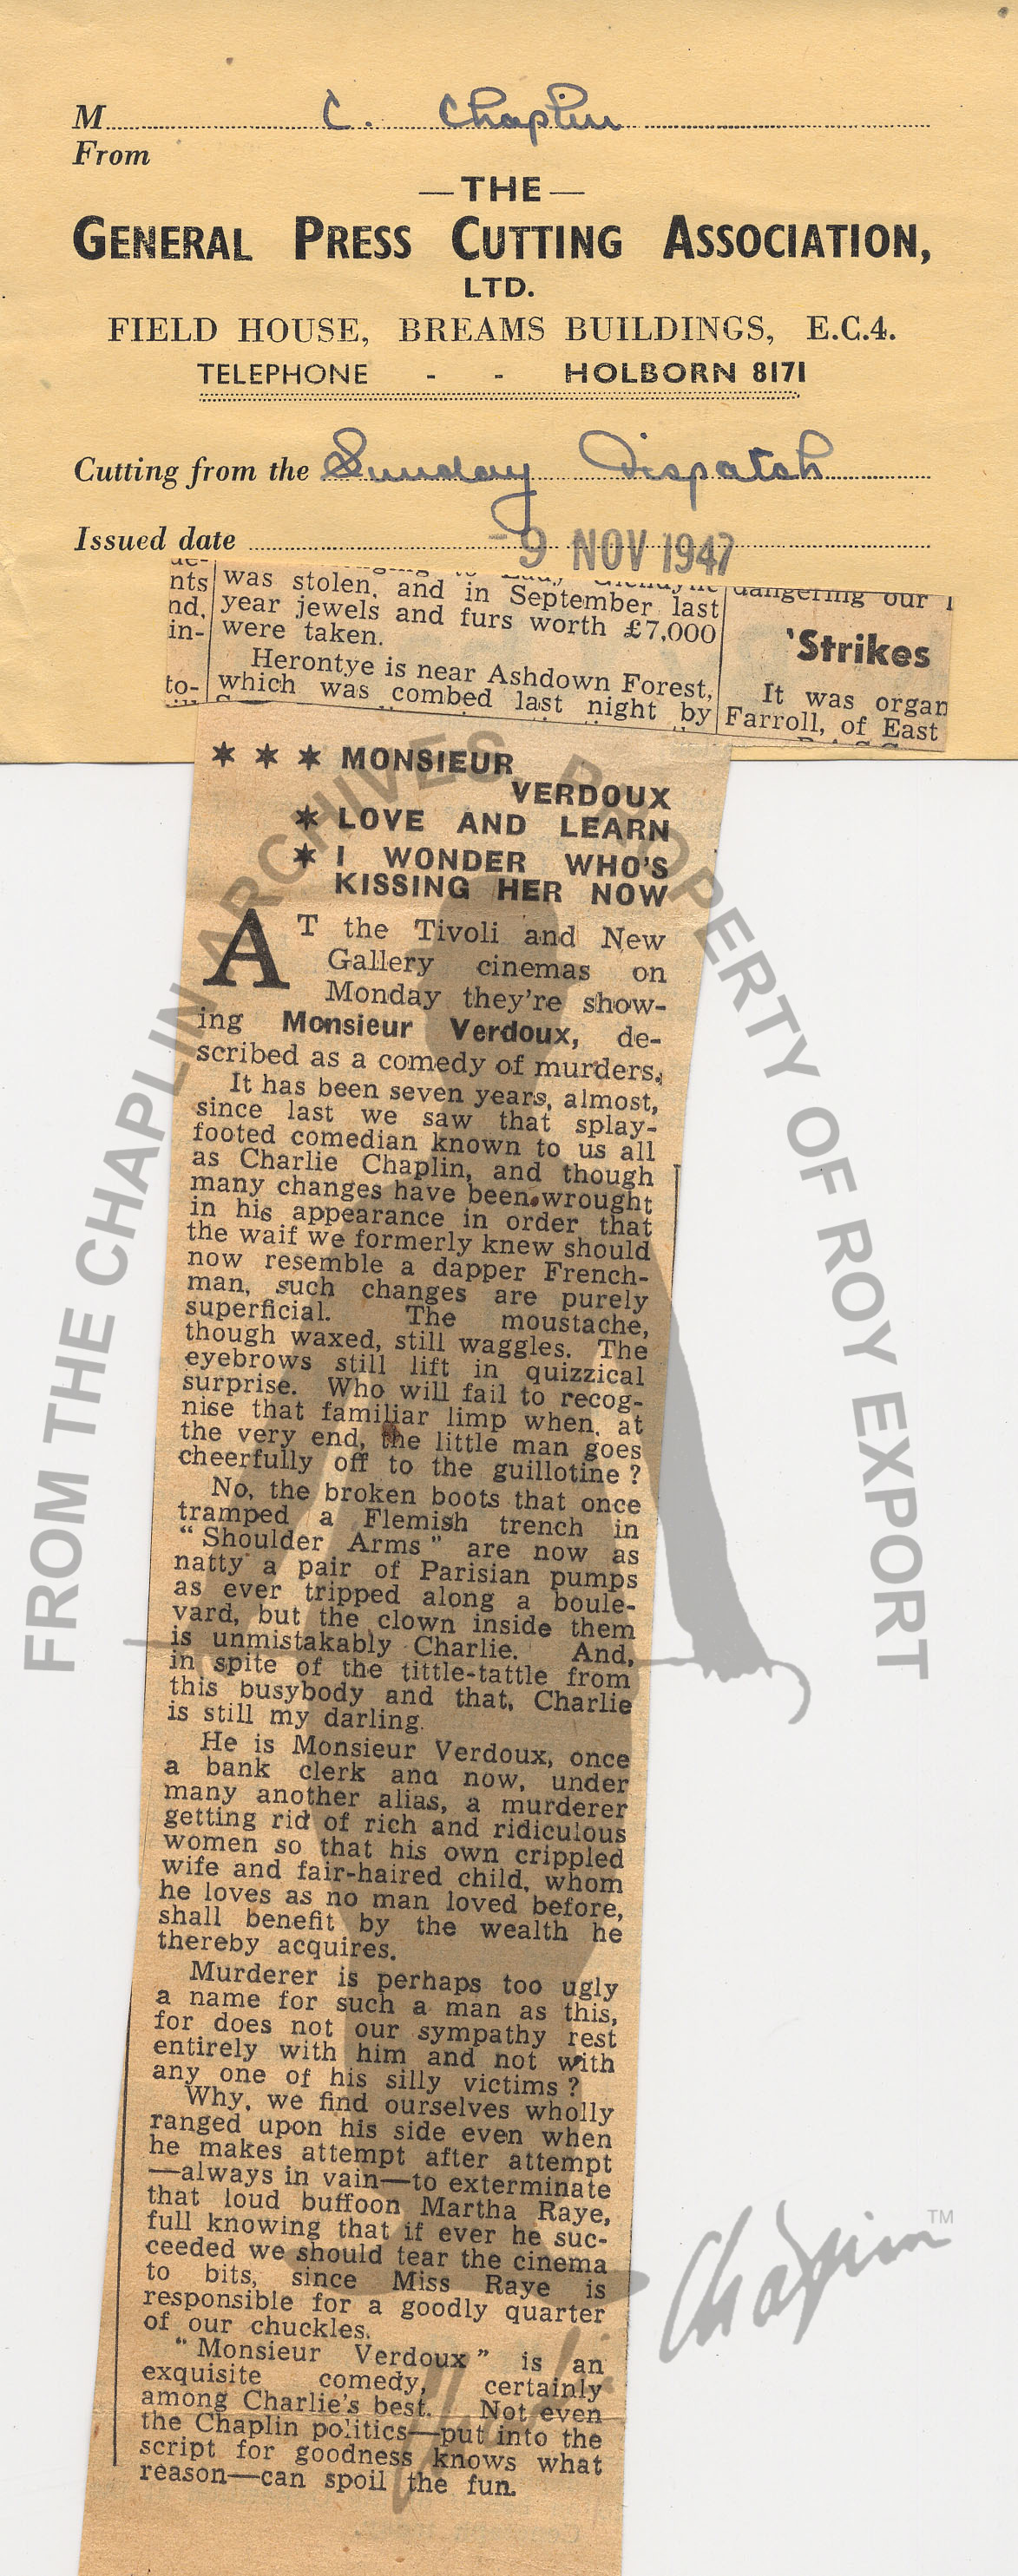 M C. Chaplin
From
—THE—
GENERAL PRESS CUTTING ASSOCIATION,
LTD.
FIELD HOUSE, BREAMS BUILDINGS, E.C.4.
TELEPHONE - - HOLBORN 8171
Cutting from the Sunday Dispatch
Issued date -9 NOV 1947
nts
nd,
in-
to-
was stolen, and in September last
year jewels and furs worth £7,000
were taken.
Herontye is near Ashdown Forest,
which was combed last night by
dangering our
'Strikes
It was organ
Farroll, of East
* * * MONSIEUR
VERDOUX
* LOVE AND LEARN
* I WONDER WHO'S
KISSING HER NOW
AT the Tivoli and New
Gallery cinemas on
Monday they're show-
ing Monsieur Verdoux, de-
scribed as a comedy of murders.
It has been seven years, almost,
since last we saw that splay-
footed comedian known to us all
as Charlie Chaplin, and though
many changes have been wrought
in his appearance in order that
the waif we formerly knew should
now resemble a dapper French-
man, such changes are purely
superficial. The moustache,
though waxed, still waggles. The
eyebrows still lift in quizzical
surprise. Who will fail to recog-
nise that familiar limp when, at
the very end, the little man goes
cheerfully off to the guillotine ?
No, the broken boots that once
tramped a Flemish trench in
"Shoulder Arms" are now as
natty a pair of Parisian pumps
as ever tripped along a boule-
vard, but the clown inside them
is unmistakably Charlie. And,
in spite of the tittle-tattle from
this busybody and that, Charlie
is still my darling.
He is Monsieur Verdoux, once
a bank clerk and now, under
many another alias, a murderer
getting rid of rich and ridiculous
women so that his own crippled
wife and fair-haired child, whom
he loves as no man loved before,
shall benefit by the wealth he
thereby acquires.
Murderer is perhaps too ugly
a name for such a man as this,
for does not our sympathy rest
entirely with him and not with
any one of his silly victims ?
Why, we find ourselves wholly
ranged upon his side even when
he makes attempt after attempt
—always in vain—to exterminate
that loud buffoon Martha Raye,
full knowing that if ever he suc-
ceeded we should tear the cinema
to bits, since Miss Raye is
responsible for a goodly quarter
of our chuckles.
"Monsieur Verdoux" is an
exquisite comedy, certainly
among Charlie's best. Not even
the Chaplin politics—put into the
script for goodness knows what
reason—can spoil the fun.
FROM THE CHAPLIN ARCHIVES, PROPERTY OF ROY EXPORT
Chaplin TM